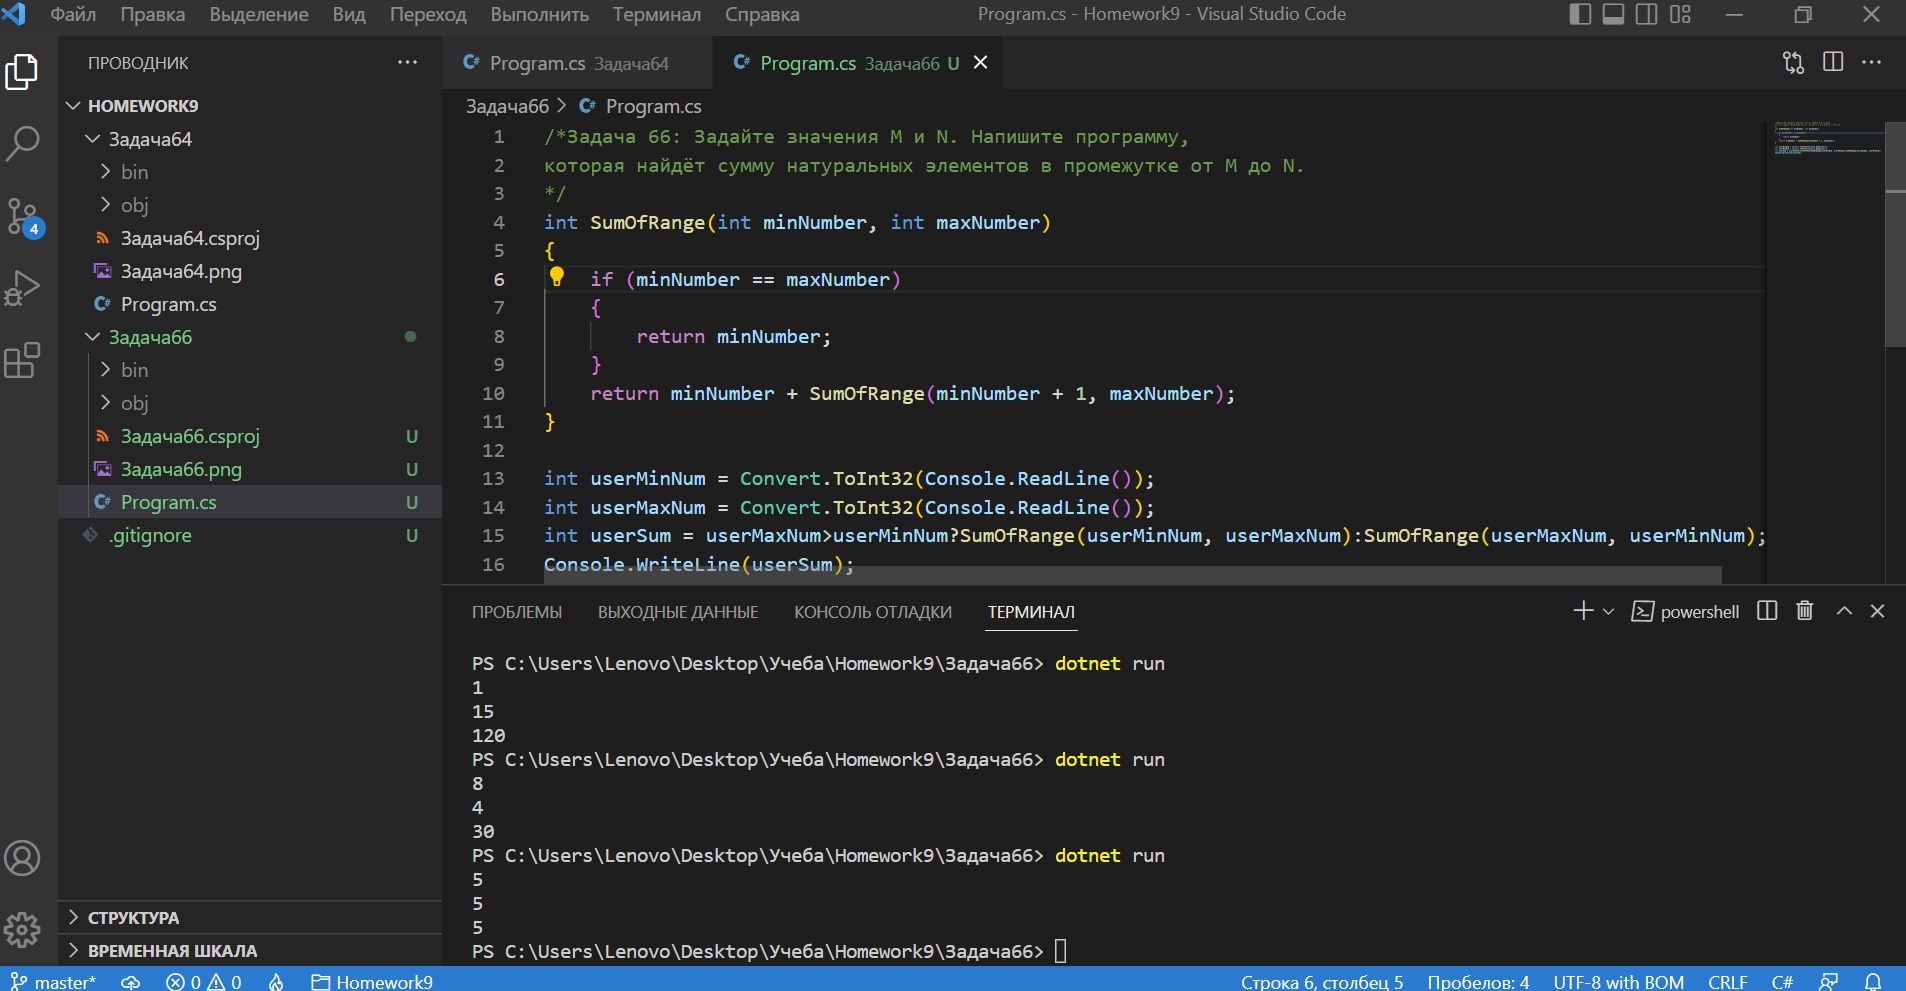 Файл Правка Выделение Вид Переход Выполнить Терминал Справка Program.cs - Homework9 - Visual Studio Code
ПРОВОДНИК ···
HOMEWORK9
Задача64
bin
obj
Задача64.csproj
Задача64.png
Program.cs
Задача66
bin
obj
Задача66.csproj U
Задача66.png U
Program.cs U
.gitignore U
СТРУКТУРА
ВРЕМЕННАЯ ШКАЛА
4
Program.cs Задача64 Program.cs Задача66 U
Задача66 > Program.cs
1 /*Задача 66: Задайте значения M и N. Напишите программу,
2 которая найдёт сумму натуральных элементов в промежутке от M до N.
3 */
4 int SumOfRange(int minNumber, int maxNumber)
5 {
6 if (minNumber == maxNumber)
7 {
8 return minNumber;
9 }
10 return minNumber + SumOfRange(minNumber + 1, maxNumber);
11 }
12
13 int userMinNum = Convert.ToInt32(Console.ReadLine());
14 int userMaxNum = Convert.ToInt32(Console.ReadLine());
15 int userSum = userMaxNum>userMinNum?SumOfRange(userMinNum, userMaxNum):SumOfRange(userMaxNum, userMinNum);
16 Console.WriteLine(userSum);
ПРОБЛЕМЫ ВЫХОДНЫЕ ДАННЫЕ КОНСОЛЬ ОТЛАДКИ ТЕРМИНАЛ powershell
PS C:\Users\Lenovo\Desktop\Учеба\Homework9\Задача66> dotnet run
1
15
120
PS C:\Users\Lenovo\Desktop\Учеба\Homework9\Задача66> dotnet run
8
4
30
PS C:\Users\Lenovo\Desktop\Учеба\Homework9\Задача66> dotnet run
5
5
5
PS C:\Users\Lenovo\Desktop\Учеба\Homework9\Задача66>
master* 0 0 Homework9 Строка 6, столбец 5 Пробелов: 4 UTF-8 with BOM CRLF C#